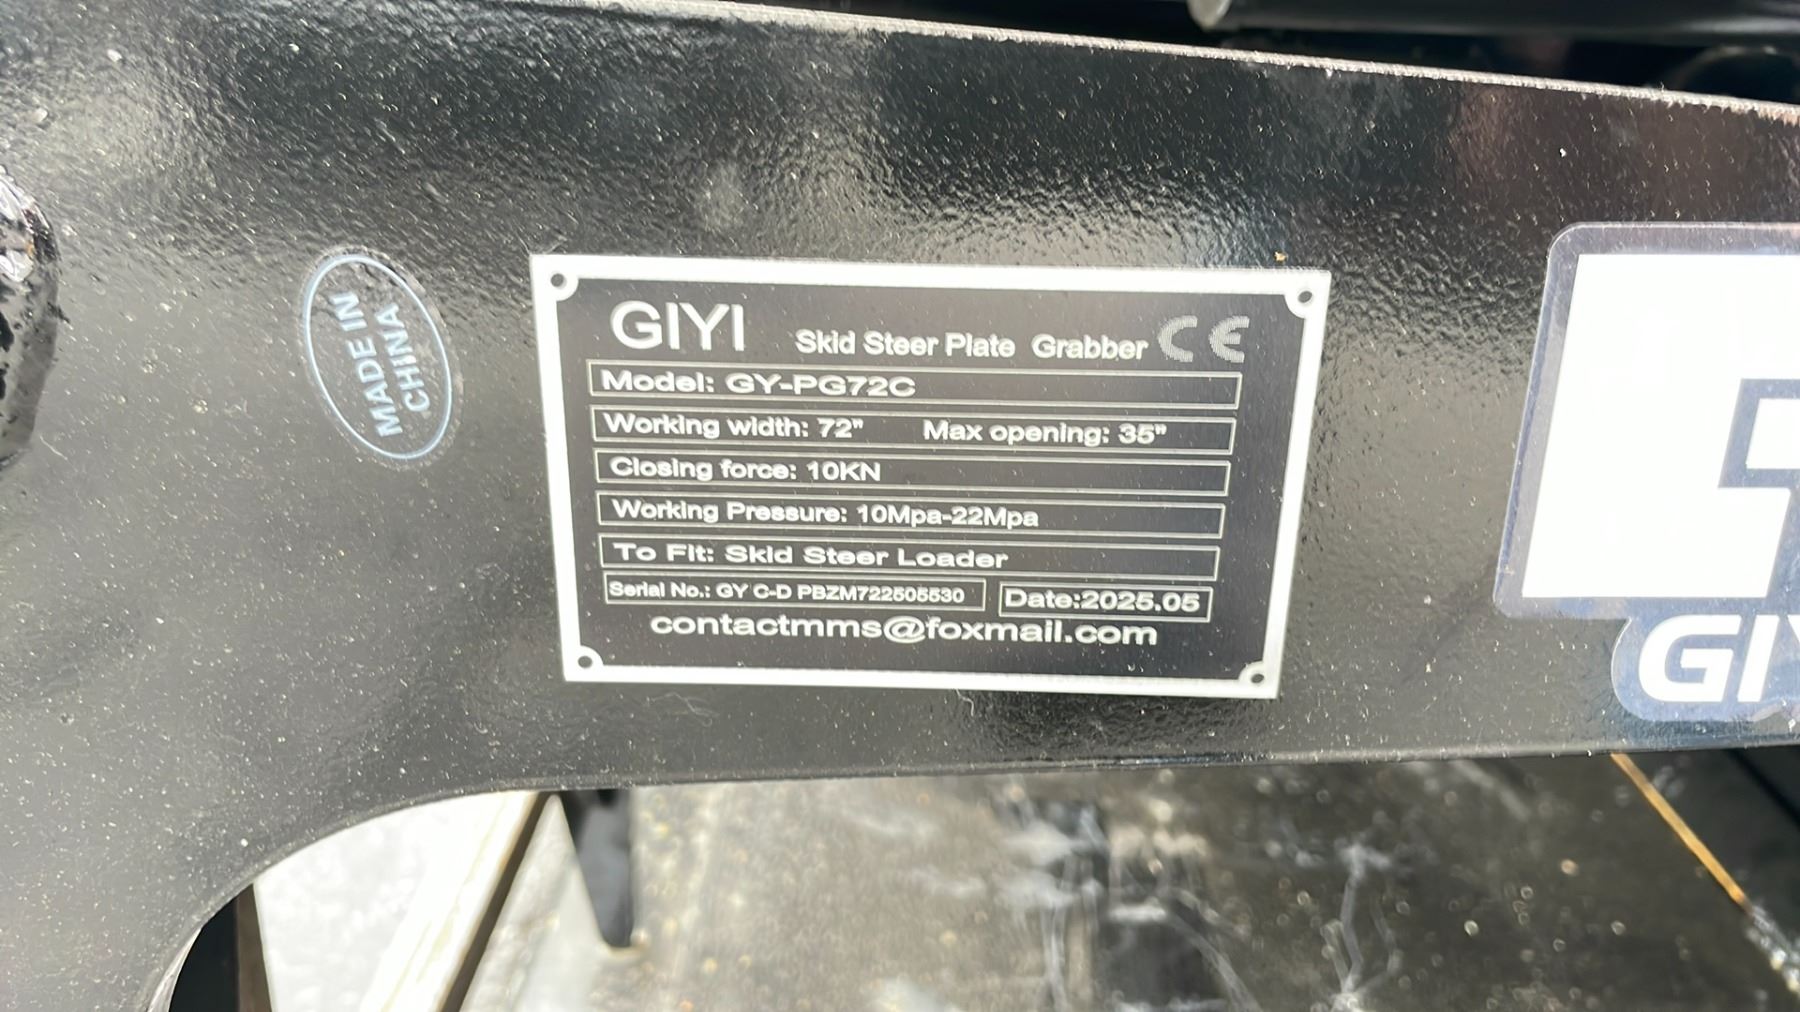 MADE IN
CHINA
GIYI Skid Steer Plate Grabber CE
Model: GY-PG72C
Working width: 72" Max opening: 35"
Closing force: 10KN
Working Pressure: 10Mpa-22Mpa
To Fit: Skid Steer Loader
Serial No.: GY C-D PBZM722505530 Date:2025.05
contactmms@foxmail.com